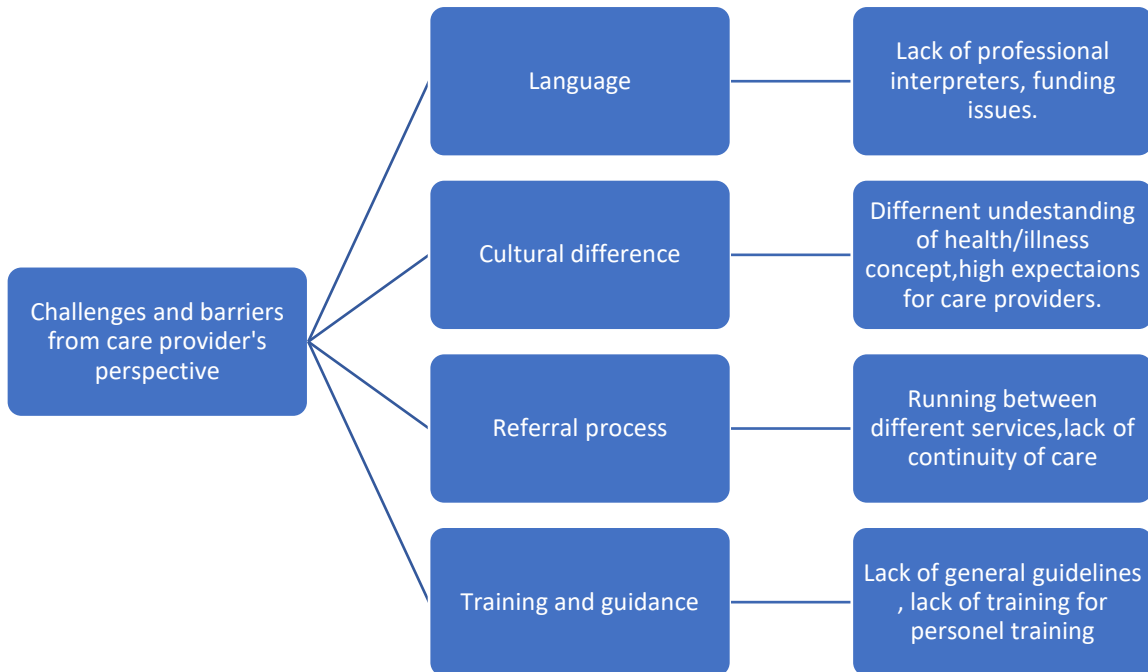 Challenges and barriers
from care provider's
perspective
Language
Lack of professional
interpreters, funding
issues.
Cultural difference
Differnent undestanding
of health/illness
concept,high expectaions
for care providers.
Referral process
Running between
different services,lack of
continuity of care
Training and guidance
Lack of general guidelines
, lack of training for
personel training